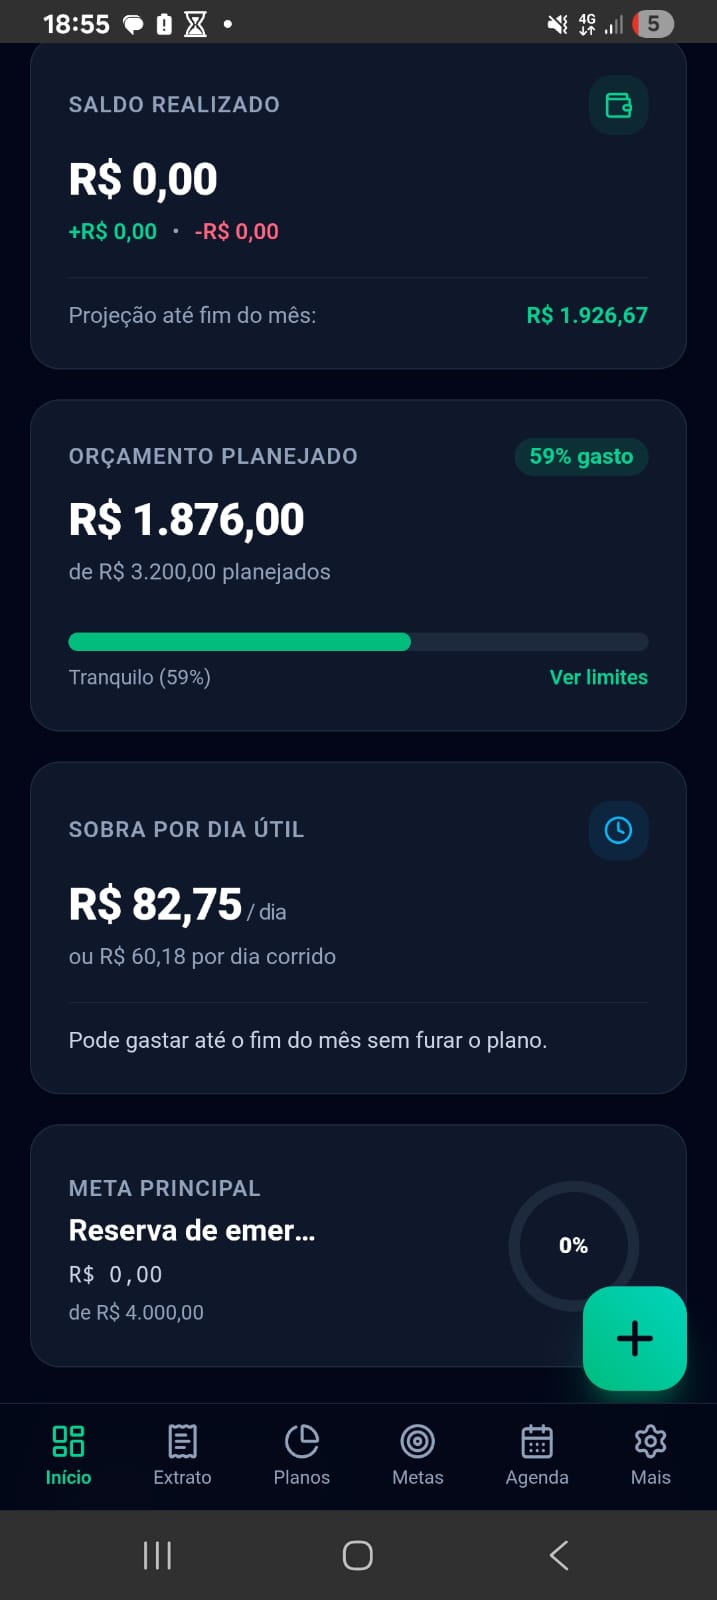 18:55
4G
5
SALDO REALIZADO
R$ 0,00
+R$ 0,00 • -R$ 0,00
Projeção até fim do mês: R$ 1.926,67
ORÇAMENTO PLANEJADO 59% gasto
R$ 1.876,00
de R$ 3.200,00 planejados
Tranquilo (59%) Ver limites
SOBRA POR DIA ÚTIL
R$ 82,75 / dia
ou R$ 60,18 por dia corrido
Pode gastar até o fim do mês sem furar o plano.
META PRINCIPAL
Reserva de emer...
R$ 0,00
de R$ 4.000,00
0%
Início Extrato Planos Metas Agenda Mais